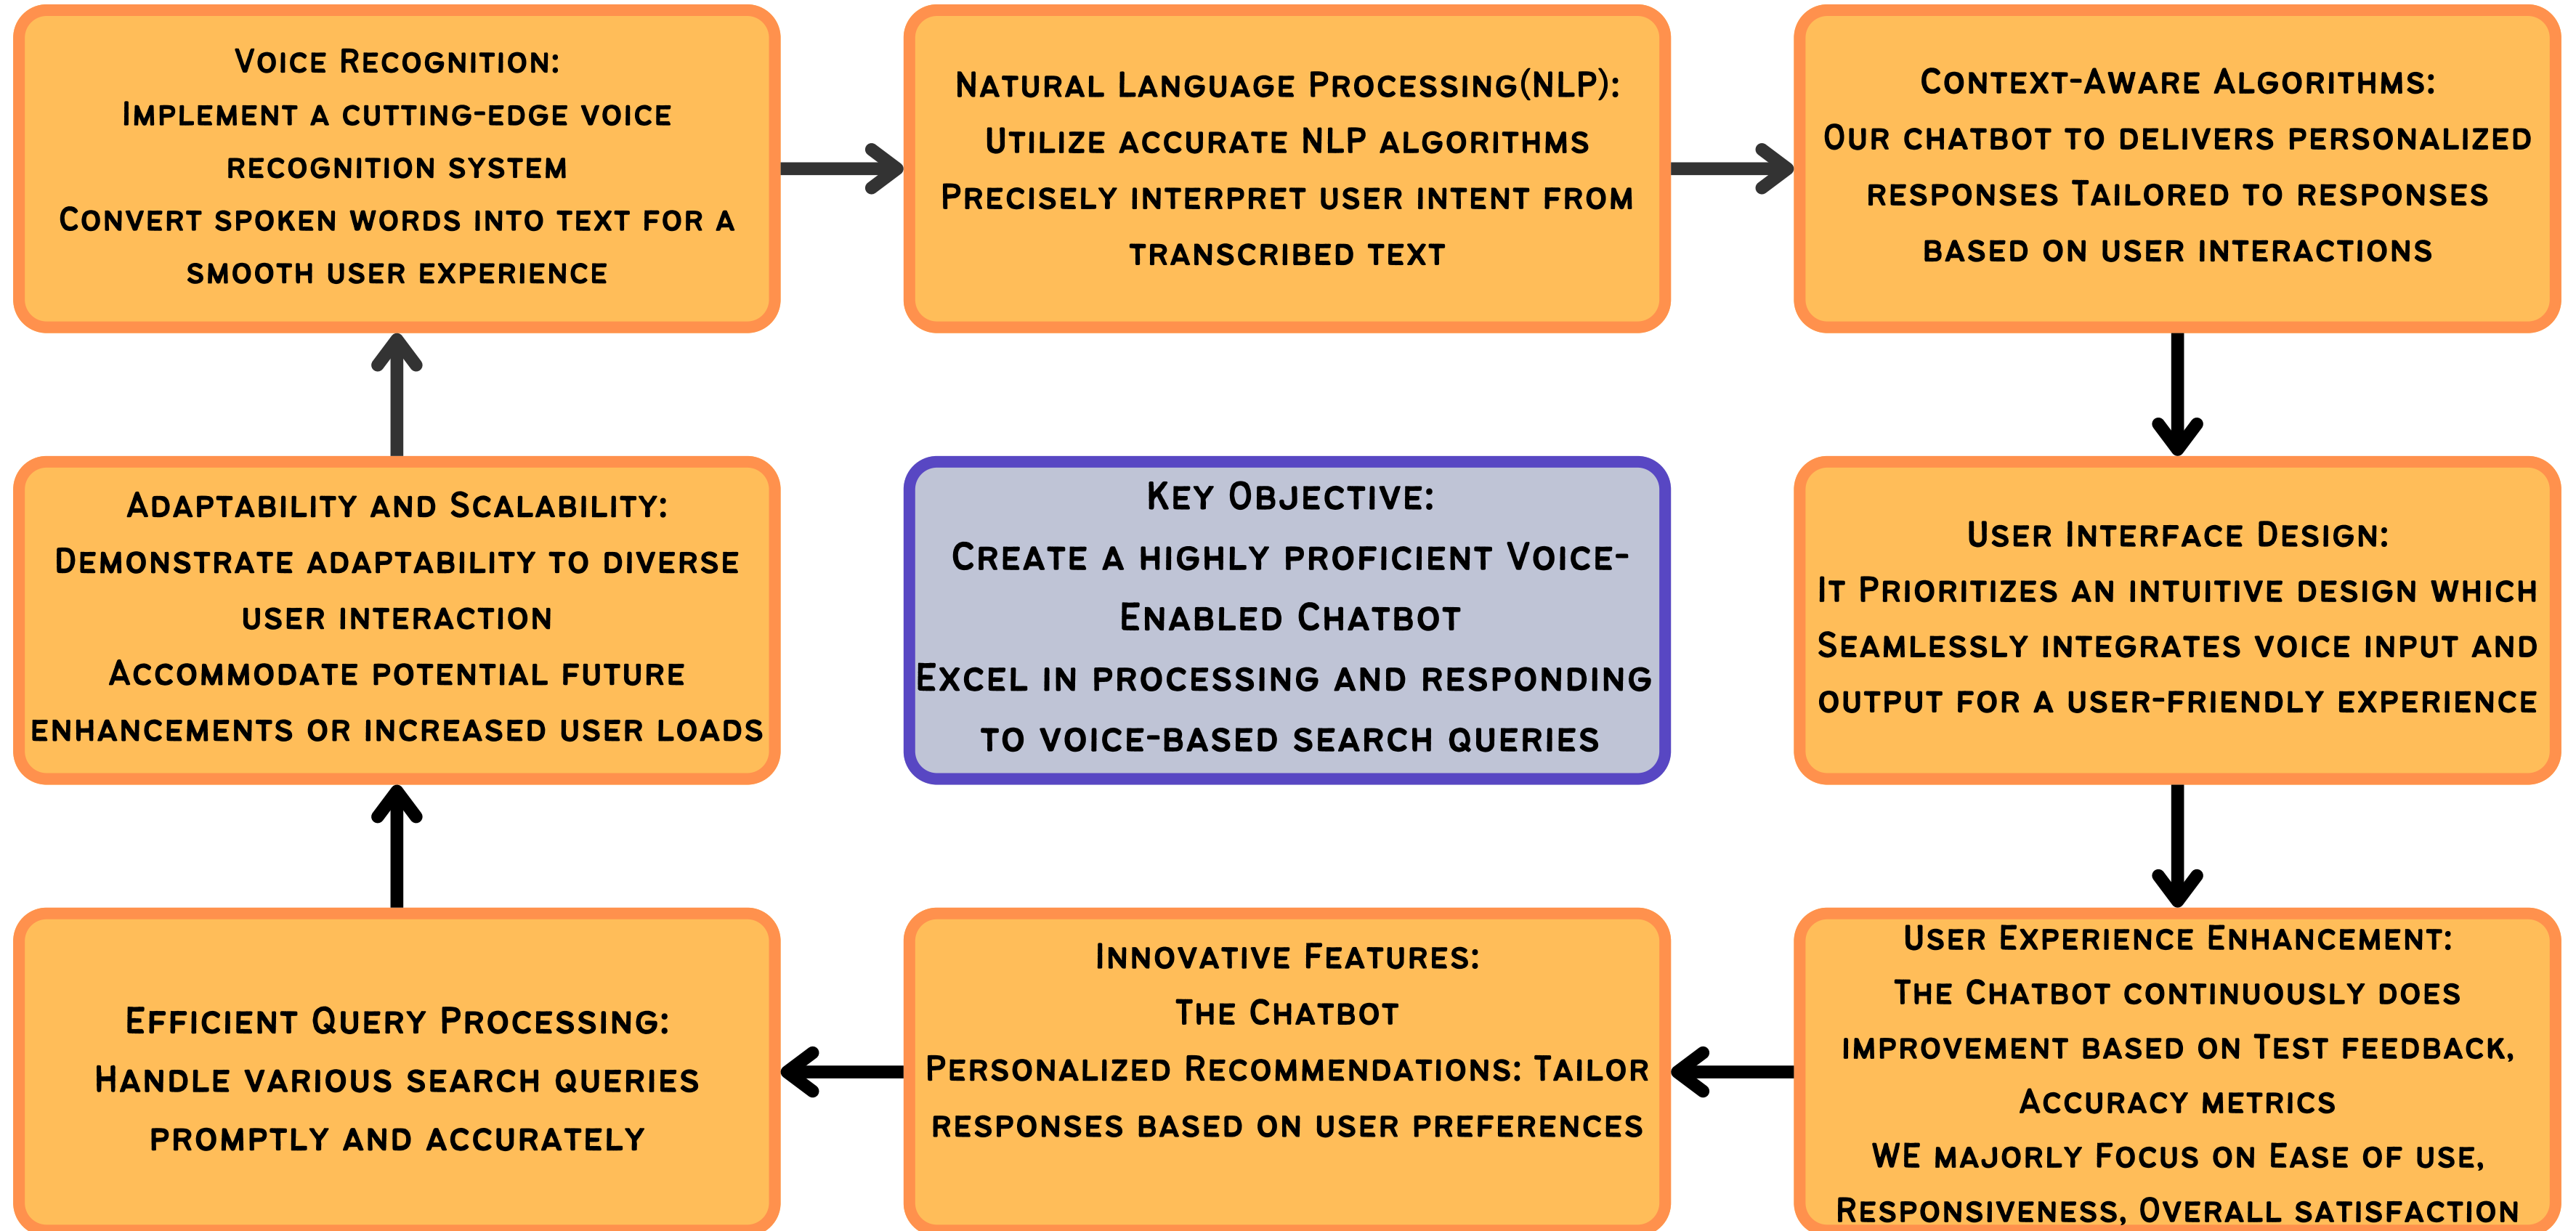 Voice Recognition:
Implement a cutting-edge voice
recognition system
Convert spoken words into text for a
smooth user experience
Natural Language Processing(NLP):
Utilize accurate NLP algorithms
Precisely interpret user intent from
transcribed text
Context-Aware Algorithms:
Our chatbot to delivers personalized
responses Tailored to responses
based on user interactions
Adaptability and Scalability:
Demonstrate adaptability to diverse
user interaction
Accommodate potential future
enhancements or increased user loads
Key Objective:
Create a highly proficient Voice-
Enabled Chatbot
Excel in processing and responding
to voice-based search queries
User Interface Design:
It Prioritizes an intuitive design which
Seamlessly integrates voice input and
output for a user-friendly experience
Efficient Query Processing:
Handle various search queries
promptly and accurately
Innovative Features:
The Chatbot
Personalized Recommendations: Tailor
responses based on user preferences
User Experience Enhancement:
The Chatbot continuously does
improvement based on Test feedback,
Accuracy metrics
WE majorly Focus on Ease of use,
Responsiveness, Overall satisfaction